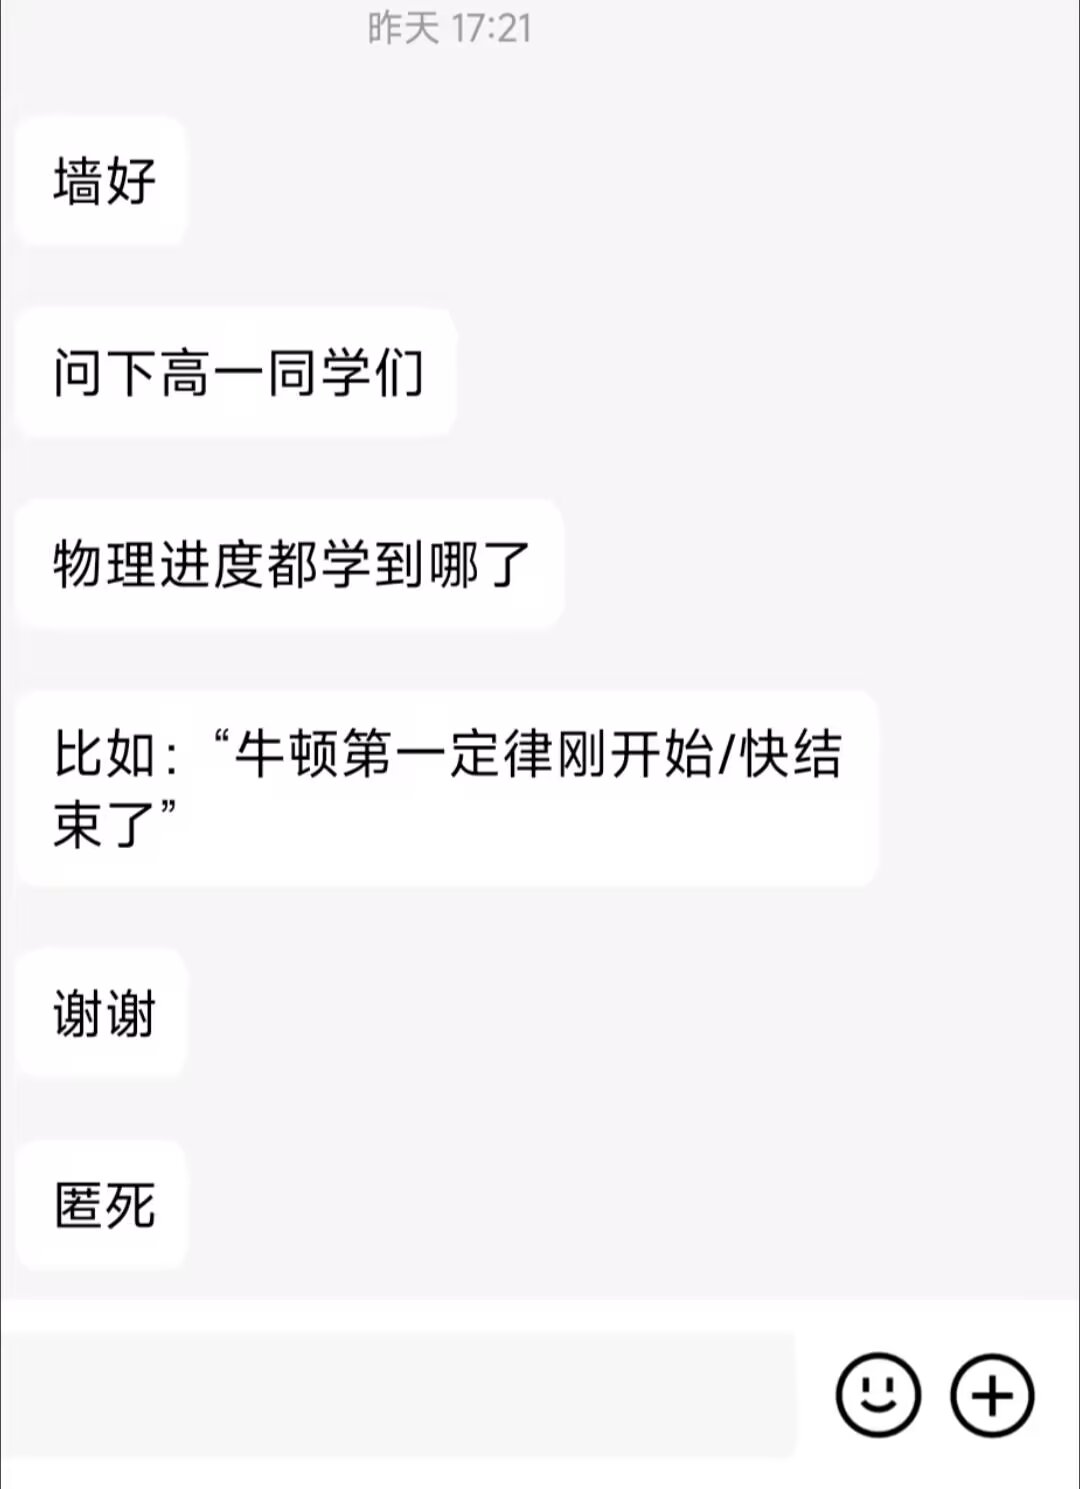 昨天 17:21
墙好
问下高一同学们
物理进度都学到哪了
比如：“牛顿第一定律刚开始/快结
束了”
谢谢
匿死